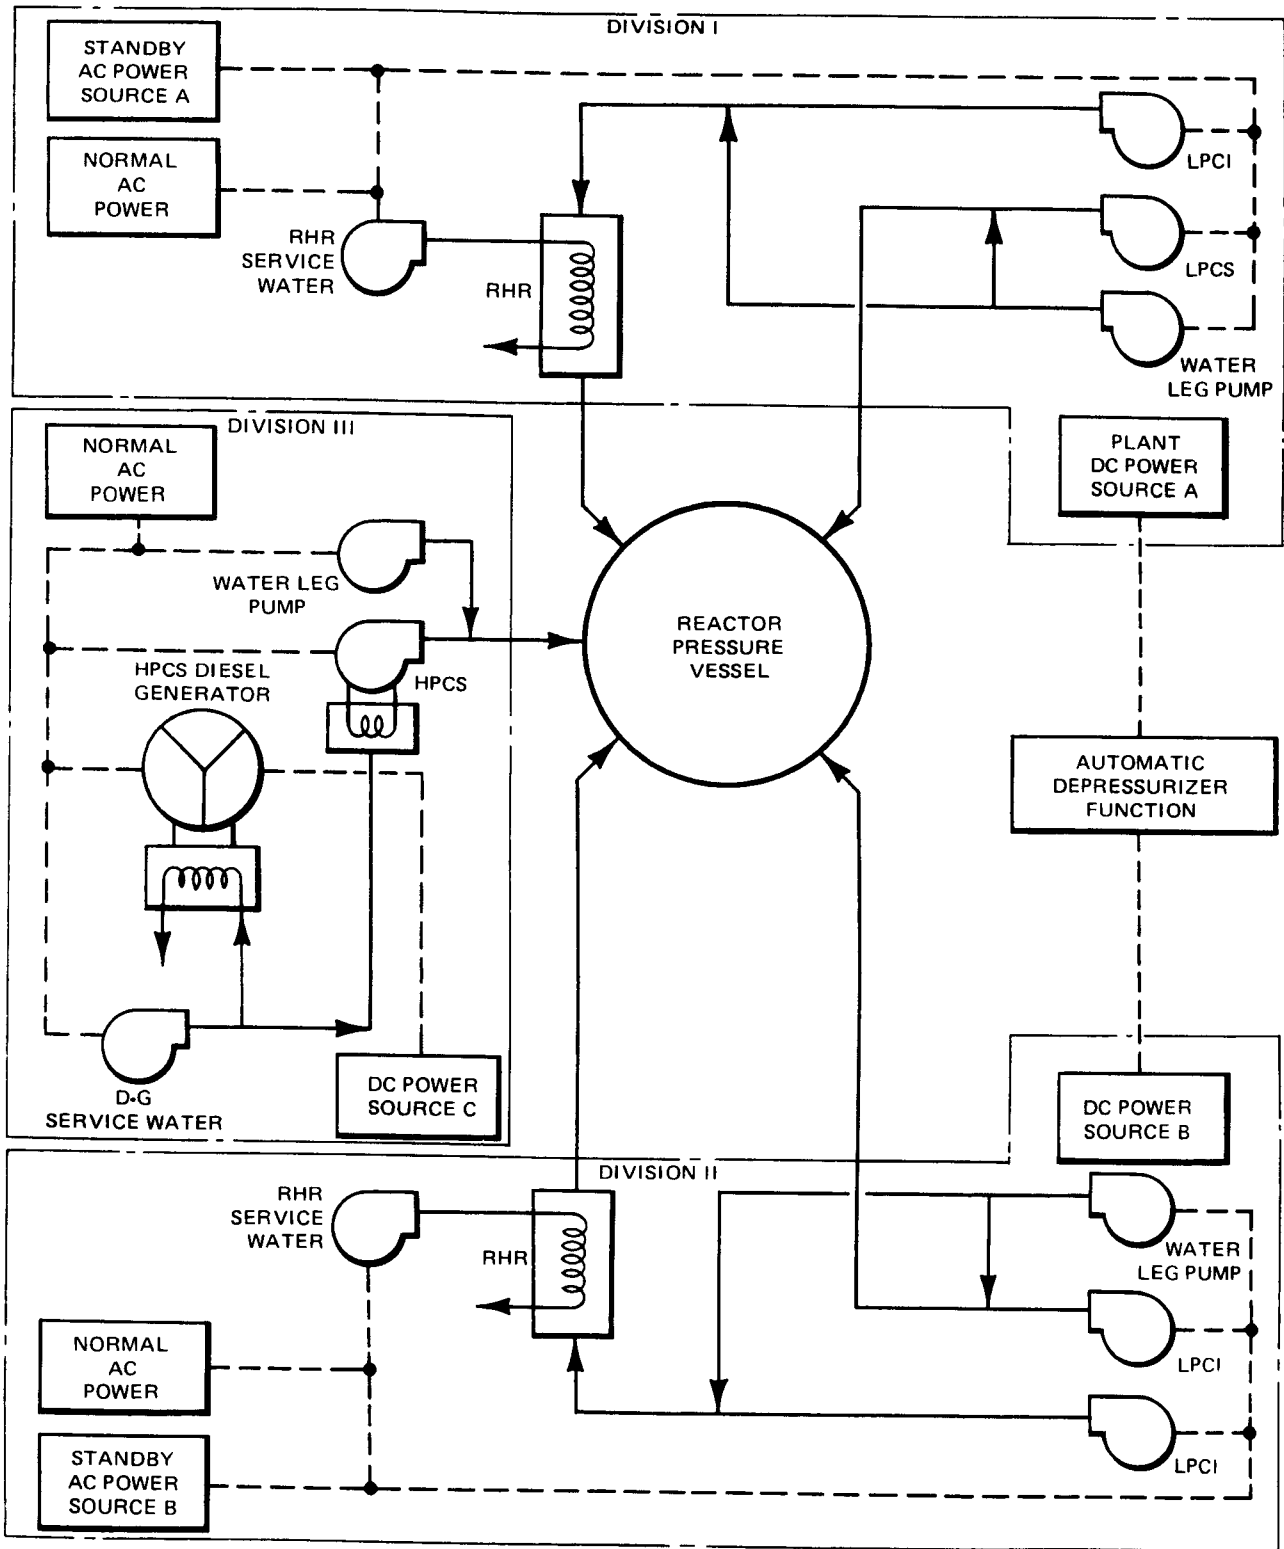 DIVISION I
STANDBY
AC POWER
SOURCE A
NORMAL
AC
POWER
RHR
SERVICE
WATER
RHR
LPCI
LPCS
WATER
LEG PUMP
PLANT
DC POWER
SOURCE A
DIVISION III
NORMAL
AC
POWER
WATER LEG
PUMP
HPCS DIESEL
GENERATOR
HPCS
REACTOR
PRESSURE
VESSEL
AUTOMATIC
DEPRESSURIZER
FUNCTION
D•G
SERVICE WATER
DC POWER
SOURCE C
DC POWER
SOURCE B
DIVISION II
RHR
SERVICE
WATER
RHR
WATER
LEG PUMP
LPCI
LPCI
NORMAL
AC
POWER
STANDBY
AC POWER
SOURCE B